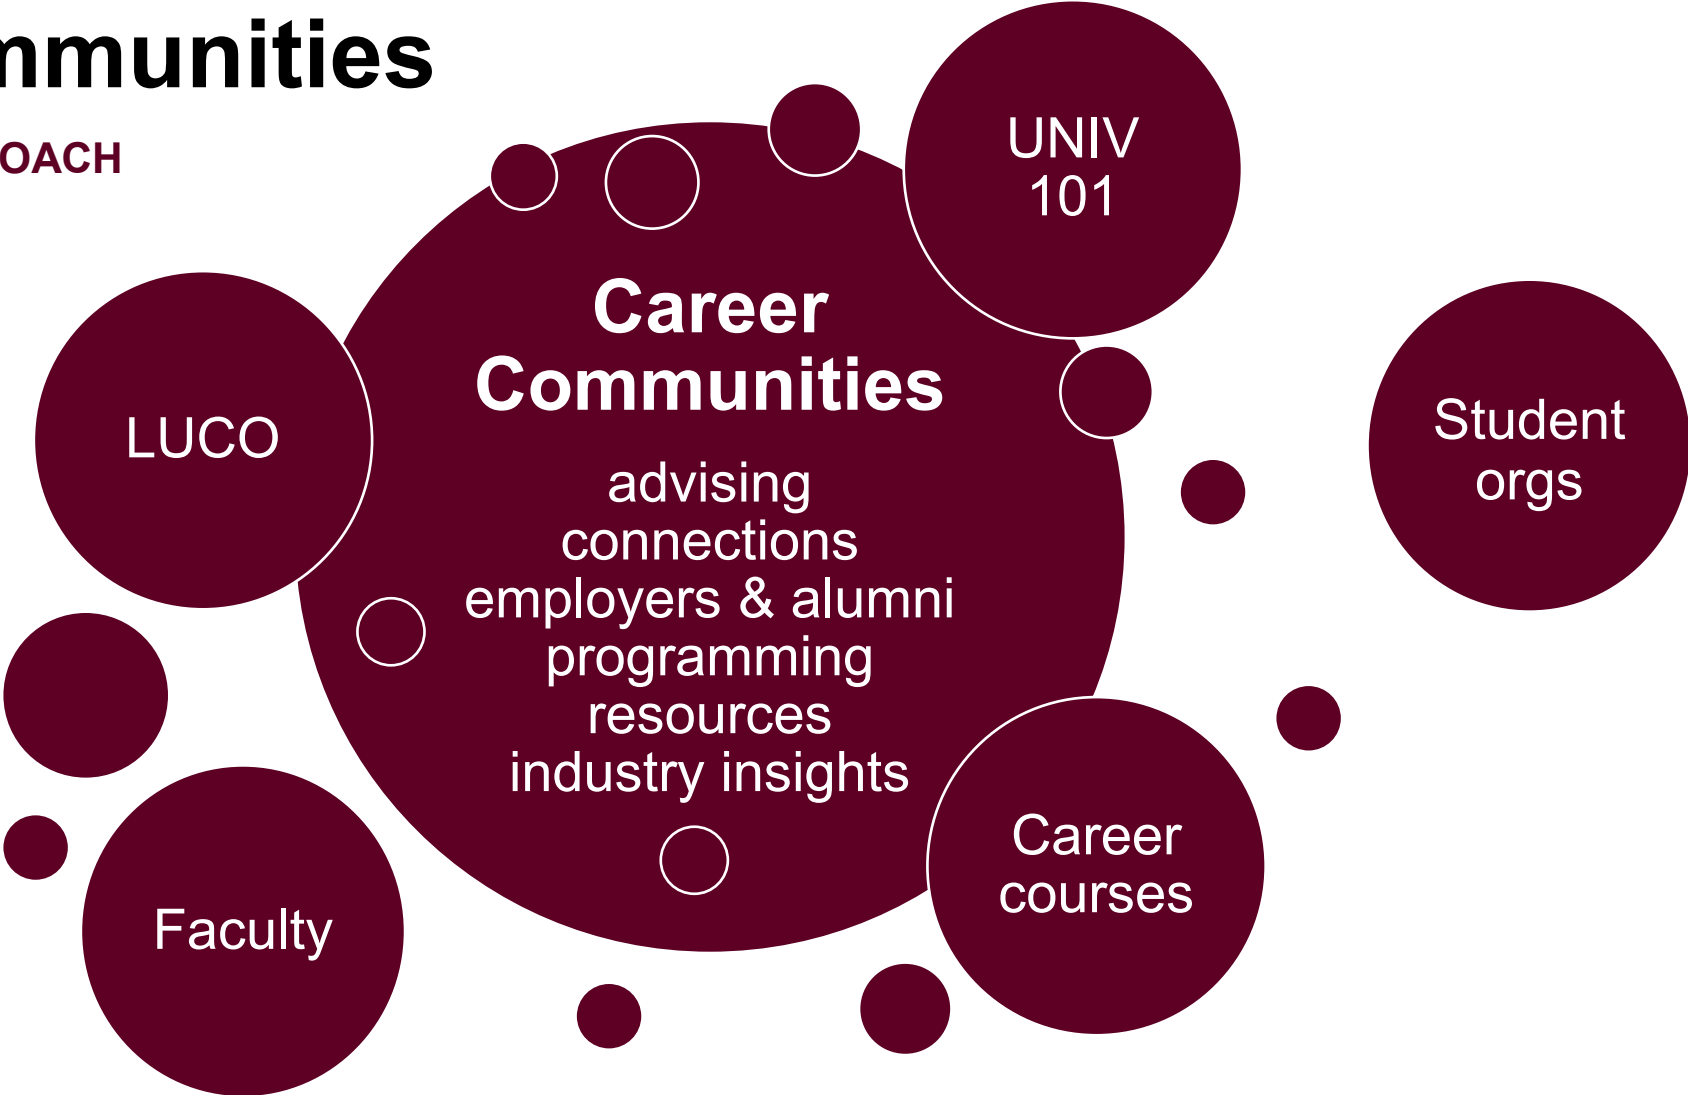 mmunities
OACH
UNIV
101
Career
Communities
LUCO
Student
orgs
advising
connections
employers & alumni
programming
resources
industry insights
Career
courses
Faculty